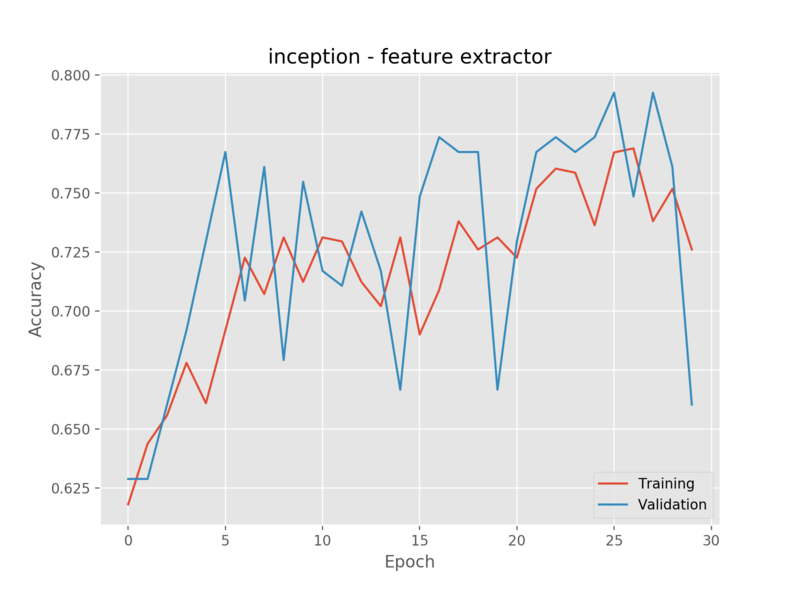 inception - feature extractor
0.800
0.775
0.750
0.725
0.700
0.675
0.650
0.625
Accuracy
0 5 10 15 20 25 30
Epoch
Training
Validation